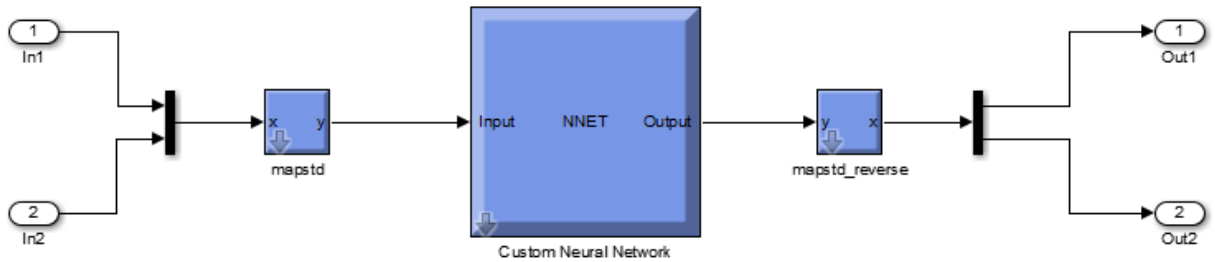 1
In1
2
In2
x y
mapstd
Input NNET Output
Custom Neural Network
y x
mapstd_reverse
1
Out1
2
Out2